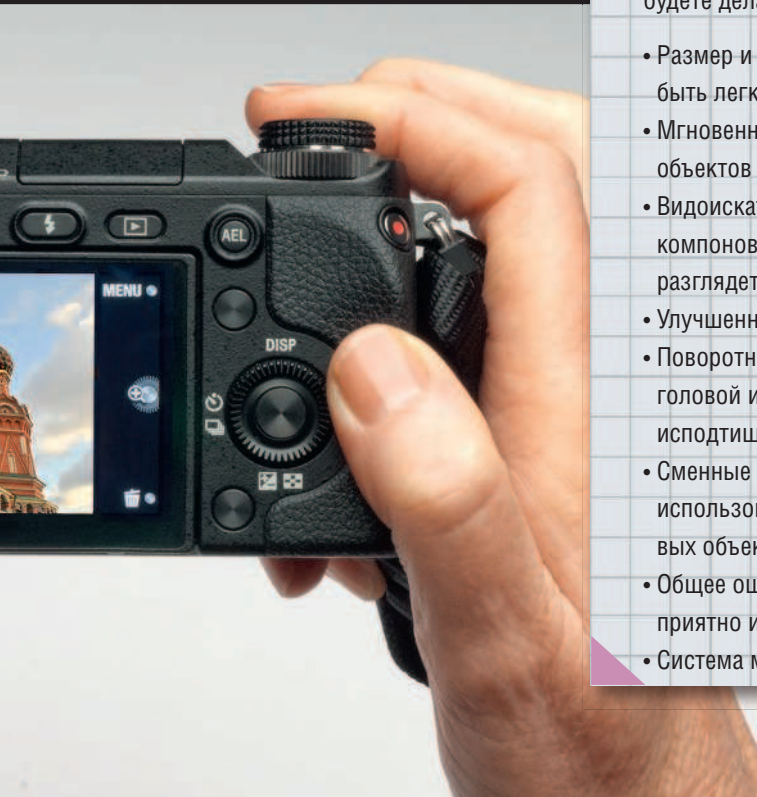 AEL
MENU
DISP
будете дела
• Размер и
быть легк
• Мгновенн
объектов
• Видоискат
компонов
разглядет
• Улучшенн
• Поворотн
головой и
исподтиш
• Сменные
использов
вых объек
• Общее ощ
приятно и
• Система м